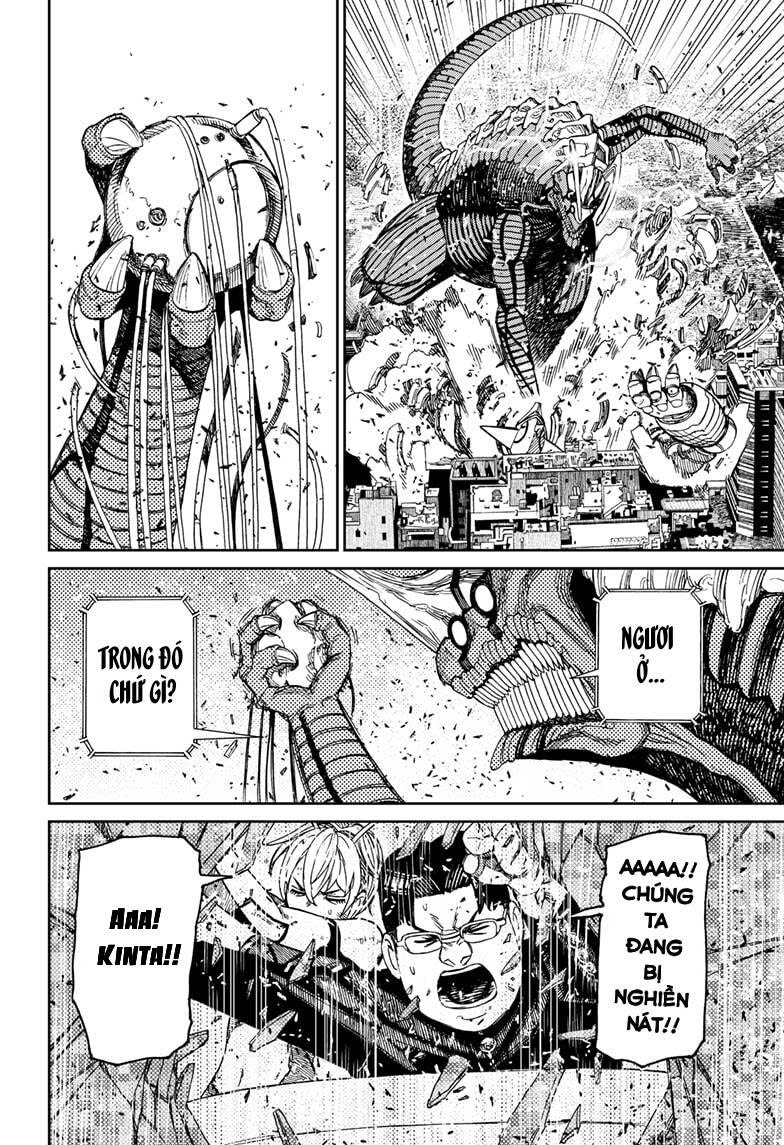 NGƯƠI
Ở...
TRONG ĐÓ
CHỨ GÌ?
AAAAA!!
CHÚNG
TA
ĐANG
BỊ
NGHIỀN
NÁT!!
AAA!
KINTA!!